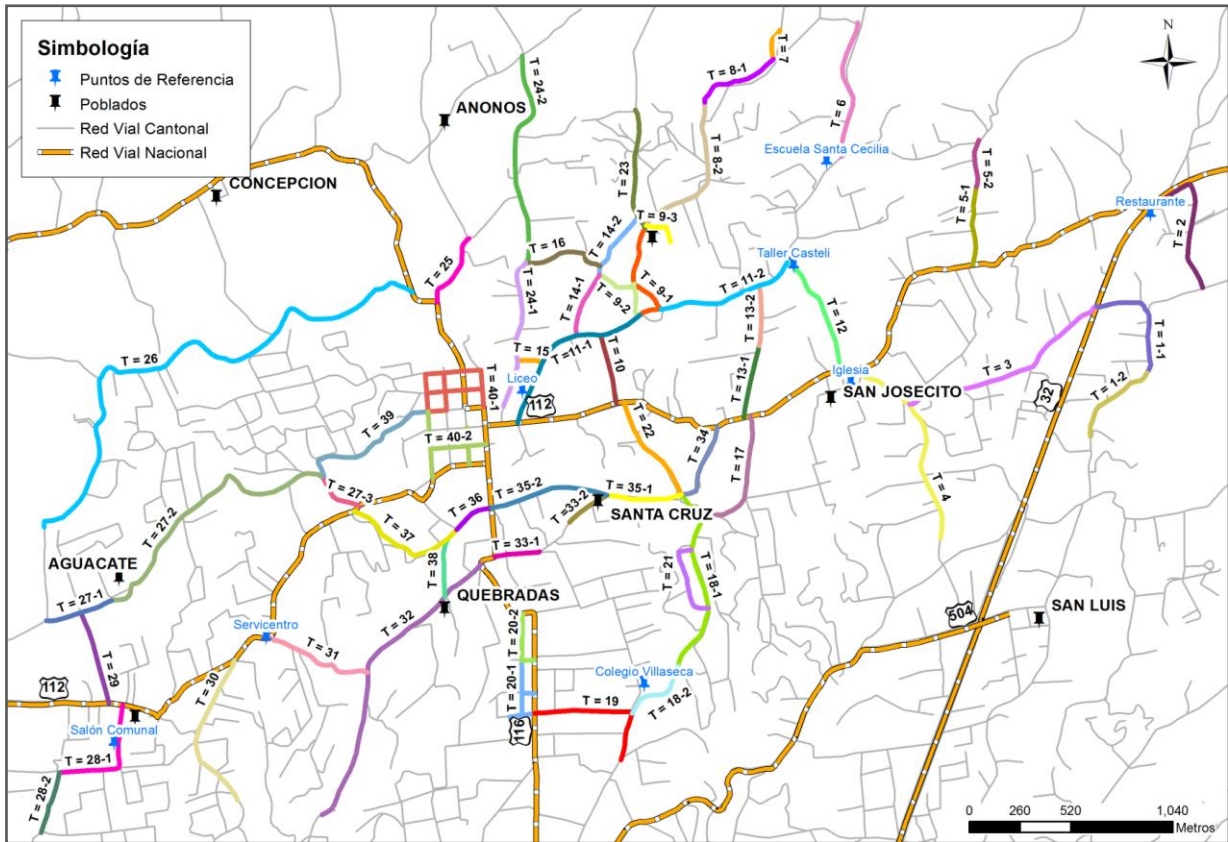 Simbología
Puntos de Referencia
Poblados
Red Vial Cantonal
Red Vial Nacional
N
T = 7
T = 8-1
T = 24-2
T = 6
ANONOS
T = 8-2
Escuela Santa Cecilia
T = 23
T = 5-2
T = 5-1
CONCEPCION
Restaurante
T = 2
T = 9-3
T = 14-2
T = 16
Taller Casteli
T = 25
T = 11-2
T = 24-1
T = 14-1
T = 9-1
T = 9-2
T = 13-2
T = 12
T = 1-1
T = 26
T = 15
T = 11-1
T = 10
T = 3
T = 13-1
Iglesia
T = 40-1
Liceo
112
SAN JOSECITO
32
T = 1-2
T = 39
T = 40-2
T = 22
T = 34
T = 17
T = 27-3
T = 36
T = 35-2
T = 35-1
T = 4
T = 27-2
T = 33-2
SANTA CRUZ
T = 37
T = 33-1
AGUACATE
T = 38
T = 21
T = 18-1
QUEBRADAS
T = 27-1
T = 32
SAN LUIS
504
Servicentro
T = 20-2
T = 31
T = 29
T = 30
Colegio Villaseca
T = 20-1
112
T = 19
T = 18-2
116
Salón Comunal
T = 28-1
T = 28-2
0 260 520 1,040
Metros